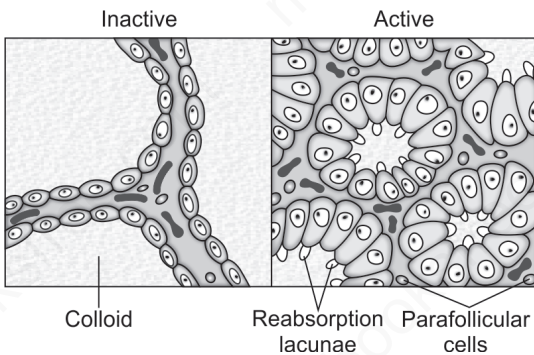 Inactive
Active
Colloid
Reabsorption
lacunae
Parafollicular
cells